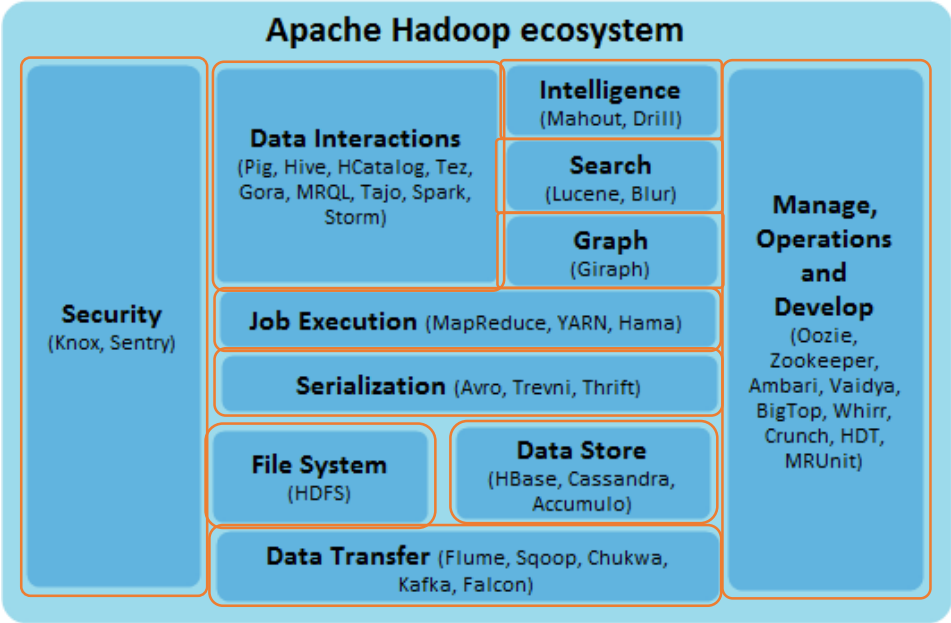 Apache Hadoop ecosystem
Security
(Knox, Sentry)
Data Interactions
(Pig, Hive, HCatalog, Tez,
Gora, MRQL, Tajo, Spark,
Storm)
Intelligence
(Mahout, Drill)
Search
(Lucene, Blur)
Graph
(Giraph)
Job Execution (MapReduce, YARN, Hama)
Serialization (Avro, Trevni, Thrift)
File System
(HDFS)
Data Store
(HBase, Cassandra,
Accumulo)
Data Transfer (Flume, Sqoop, Chukwa,
Kafka, Falcon)
Manage,
Operations
and
Develop
(Oozie,
Zookeeper,
Ambari, Vaidya,
BigTop, Whirr,
Crunch, HDT,
MRUnit)